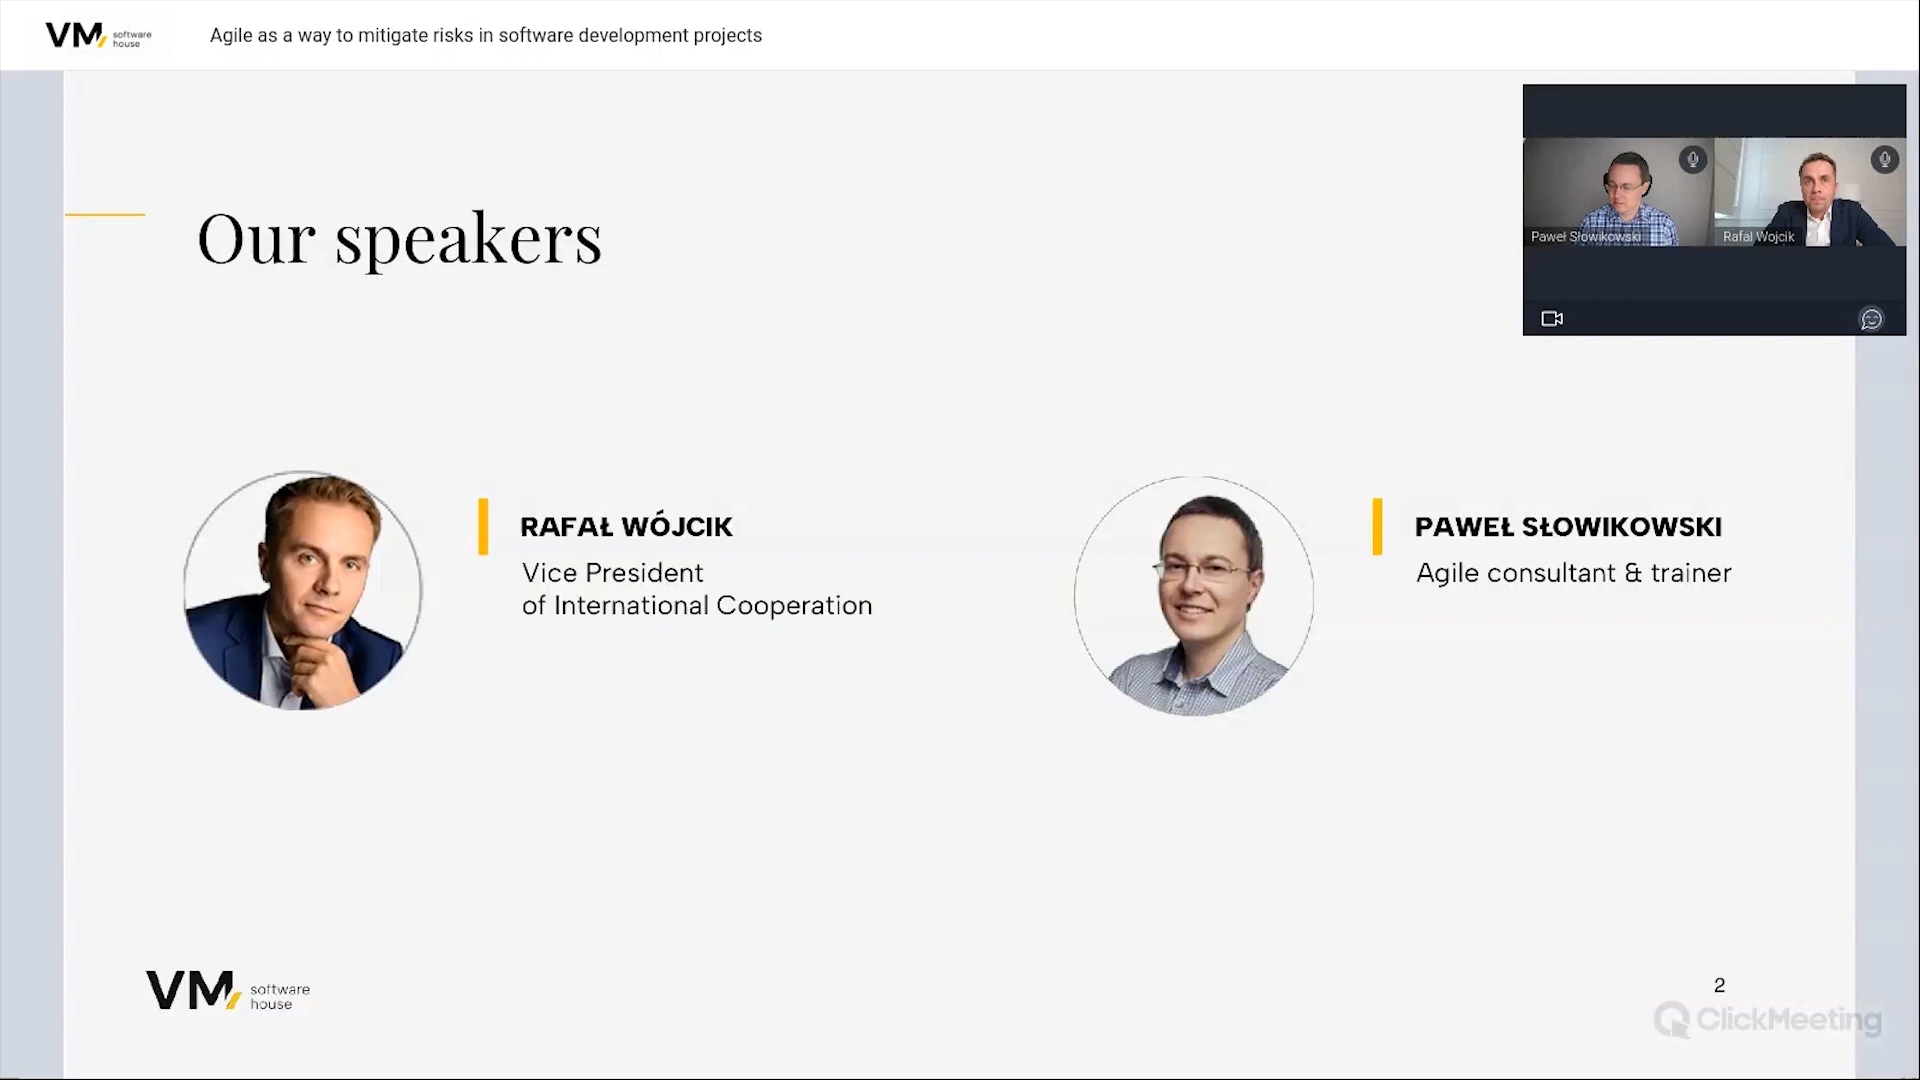 VM software house
Agile as a way to mitigate risks in software development projects
Paweł Słowikowski
Rafal Wojcik
Our speakers
RAFAŁ WÓJCIK
Vice President
of International Cooperation
PAWEŁ SŁOWIKOWSKI
Agile consultant & trainer
VM software house
2
ClickMeeting